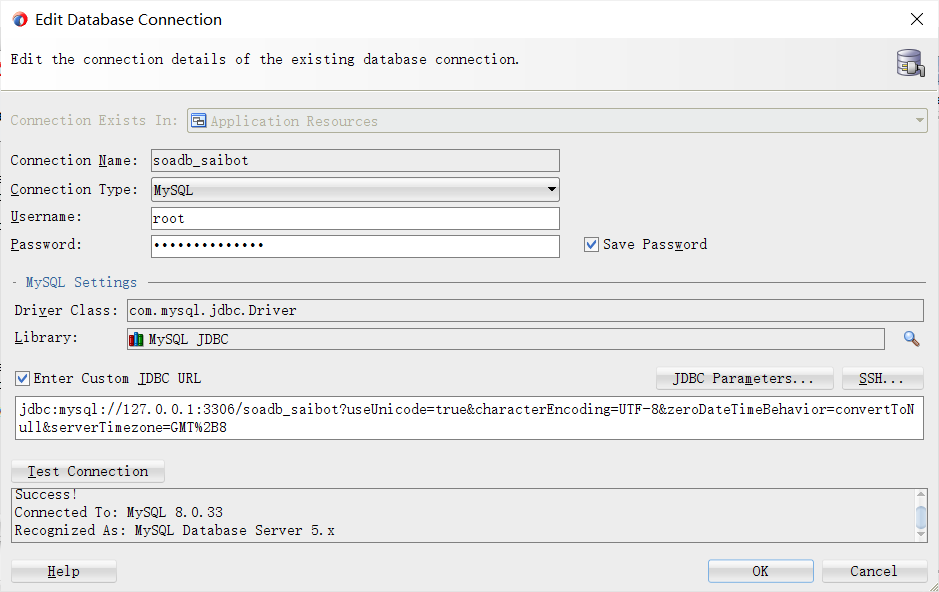 Edit Database Connection
Edit the connection details of the existing database connection.
Connection Exists In: Application Resources
Connection Name: soadb_saibot
Connection Type: MySQL
Username: root
Password: ••••••••••••••
Save Password
- MySQL Settings
Driver Class: com.mysql.jdbc.Driver
Library: MySQL JDBC
Enter Custom JDBC URL
JDBC Parameters... SSH...
jdbc:mysql://127.0.0.1:3306/soadb_saibot?useUnicode=true&characterEncoding=UTF-8&zeroDateTimeBehavior=convertToN
ull&serverTimezone=GMT%2B8
Test Connection
Success!
Connected To: MySQL 8.0.33
Recognized As: MySQL Database Server 5.x
Help OK Cancel